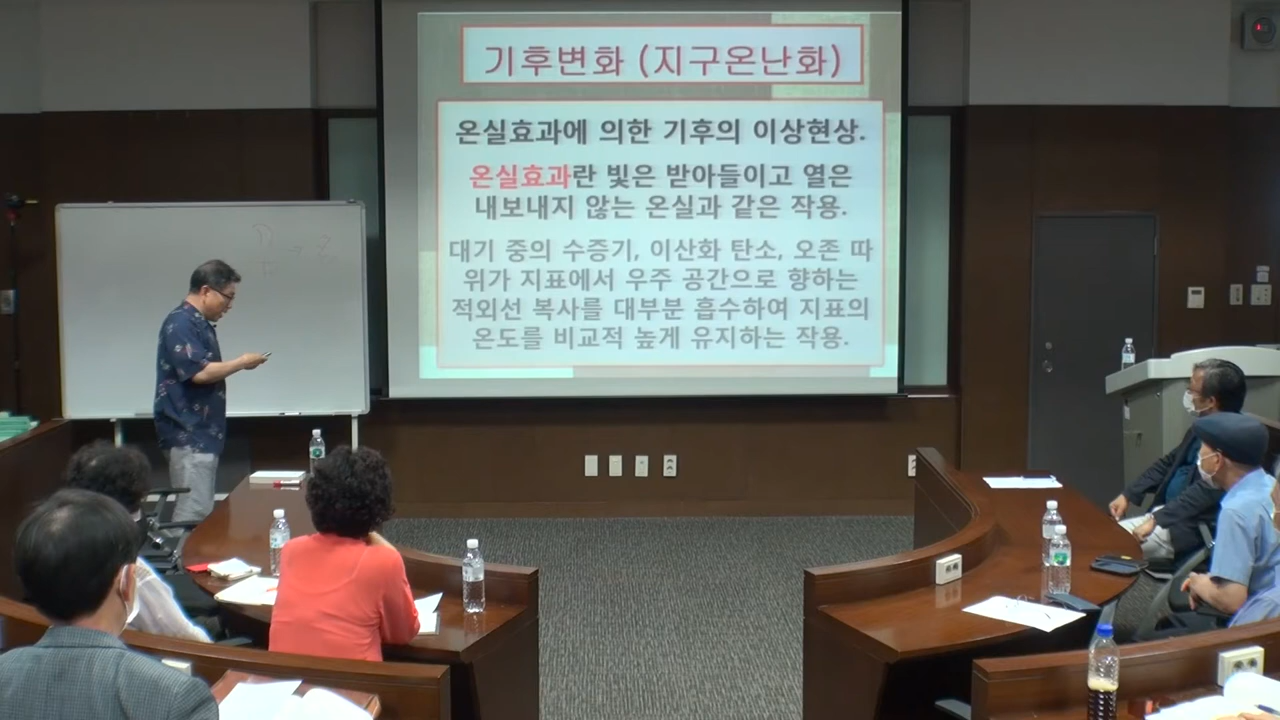 기후변화 (지구온난화)
온실효과에 의한 기후의 이상현상.
온실효과란 빛은 받아들이고 열은
내보내지 않는 온실과 같은 작용.
대기 중의 수증기, 이산화 탄소, 오존 따
위가 지표에서 우주 공간으로 향하는
적외선 복사를 대부분 흡수하여 지표의
온도를 비교적 높게 유지하는 작용.